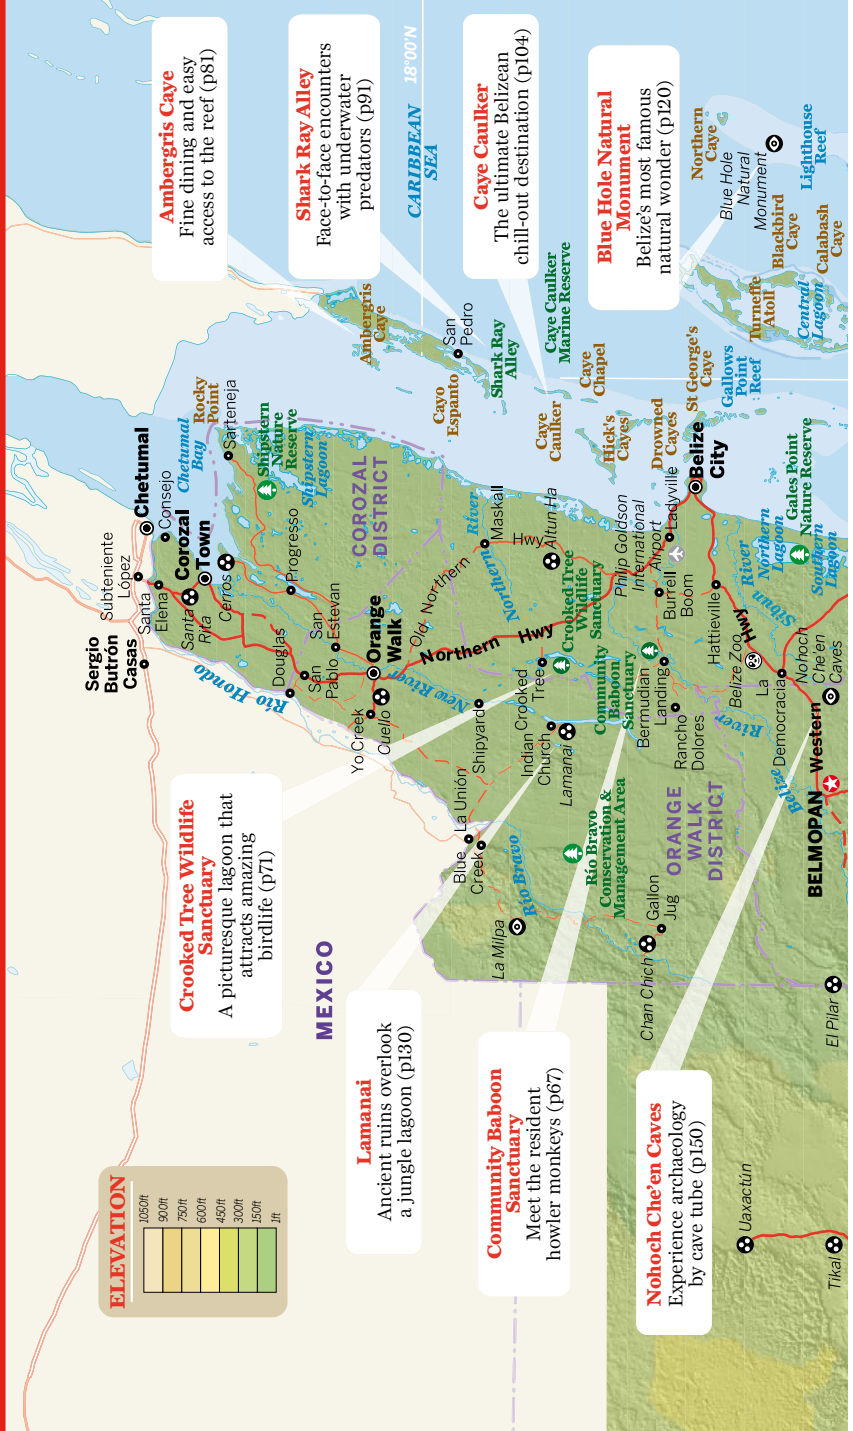 ELEVATION
1050ft
900ft
750ft
600ft
450ft
300ft
150ft
1ft
Crooked Tree Wildlife
Sanctuary
A picturesque lagoon that
attracts amazing
birdlife (p71)
Ambergris Caye
Fine dining and easy
access to the reef (p81)
Lamanai
Ancient ruins overlook
a jungle lagoon (p130)
Shark Ray Alley
Face-to-face encounters
with underwater
predators (p91)
Community Baboon
Sanctuary
Meet the resident
howler monkeys (p67)
Caye Caulker
The ultimate Belizean
chill-out destination (p104)
Nohoch Che'en Caves
Experience archaeology
by cave tube (p150)
Blue Hole Natural
Monument
Belize's most famous
natural wonder (p120)
MEXICO
CARIBBEAN
SEA
18°00'N
Sergio
Butrón
Casas
Subteniente
López
Chetumal
Consejo
Santa
Elena
Corozal
Town
Santa
Rita
Cerros
Chetumal
Bay
Rocky
Point
Sarteneja
Shipstern
Nature
Reserve
Shipstern
Lagoon
Progresso
COROZAL
DISTRICT
Río Hondo
Douglas
San
Pablo
San
Estevan
Yo Creek
Cuello
Orange
Walk
Old Northern
Hwy
Northern Hwy
New River
Northern
River
Maskall
Altun Ha
Ambergris
Caye
San
Pedro
Cayo
Espanto
Shark Ray
Alley
Caye Caulker
Marine Reserve
Caye
Caulker
Caye
Chapel
Hick's
Cayes
Drowned
Cayes
St George's
Caye
Gallows
Point
Reef
Belize
City
Ladyville
Philip Goldson
International
Airport
Burrell
Boom
Hattieville
Crooked Tree
Wildlife
Sanctuary
Crooked
Tree
Community
Baboon
Sanctuary
Bermudian
Landing
Rancho
Dolores
Shipyard
Indian
Church
Lamanai
La Unión
Blue
Creek
Río Bravo
La Milpa
Río Bravo
Conservation &
Management Area
ORANGE
WALK
DISTRICT
Gallon
Jug
Chan Chich
El Pilar
Uaxactún
Tikal
BELMOPAN
Western
Hwy
Belize
River
La
Democracia
Belize Zoo
Nohoch
Che'en
Caves
Sibun
River
Northern
Lagoon
Southern
Lagoon
Gales Point
Nature Reserve
Northern
Caye
Blue Hole
Natural
Monument
Lighthouse
Reef
Blackbird
Caye
Calabash
Caye
Turneffe
Atoll
Central
Lagoon